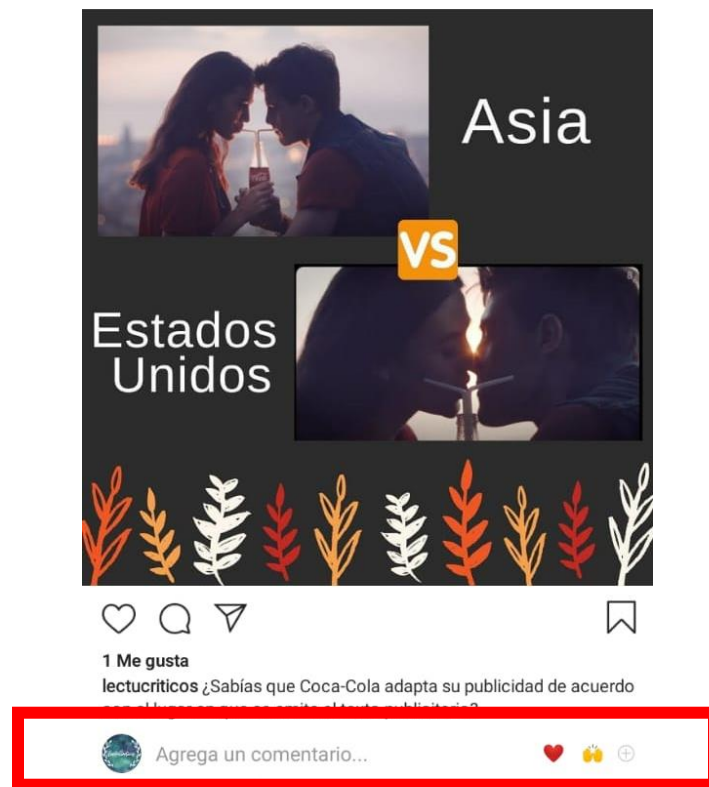 Asia
VS
Estados
Unidos
1 Me gusta
lectucriticos ¿Sabías que Coca-Cola adapta su publicidad de acuerdo
Agrega un comentario...